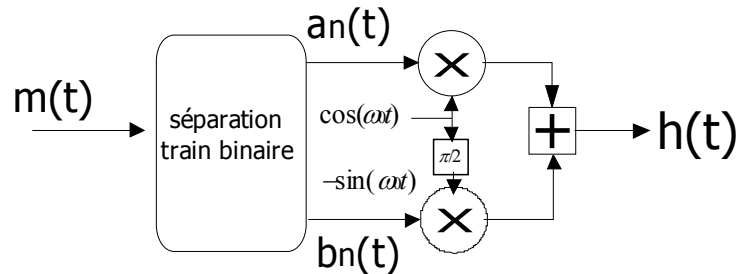 an(t)
m(t)
séparation
train binaire
cos(ωt)
π/2
−sin(ωt)
bn(t)
×
×
+
h(t)